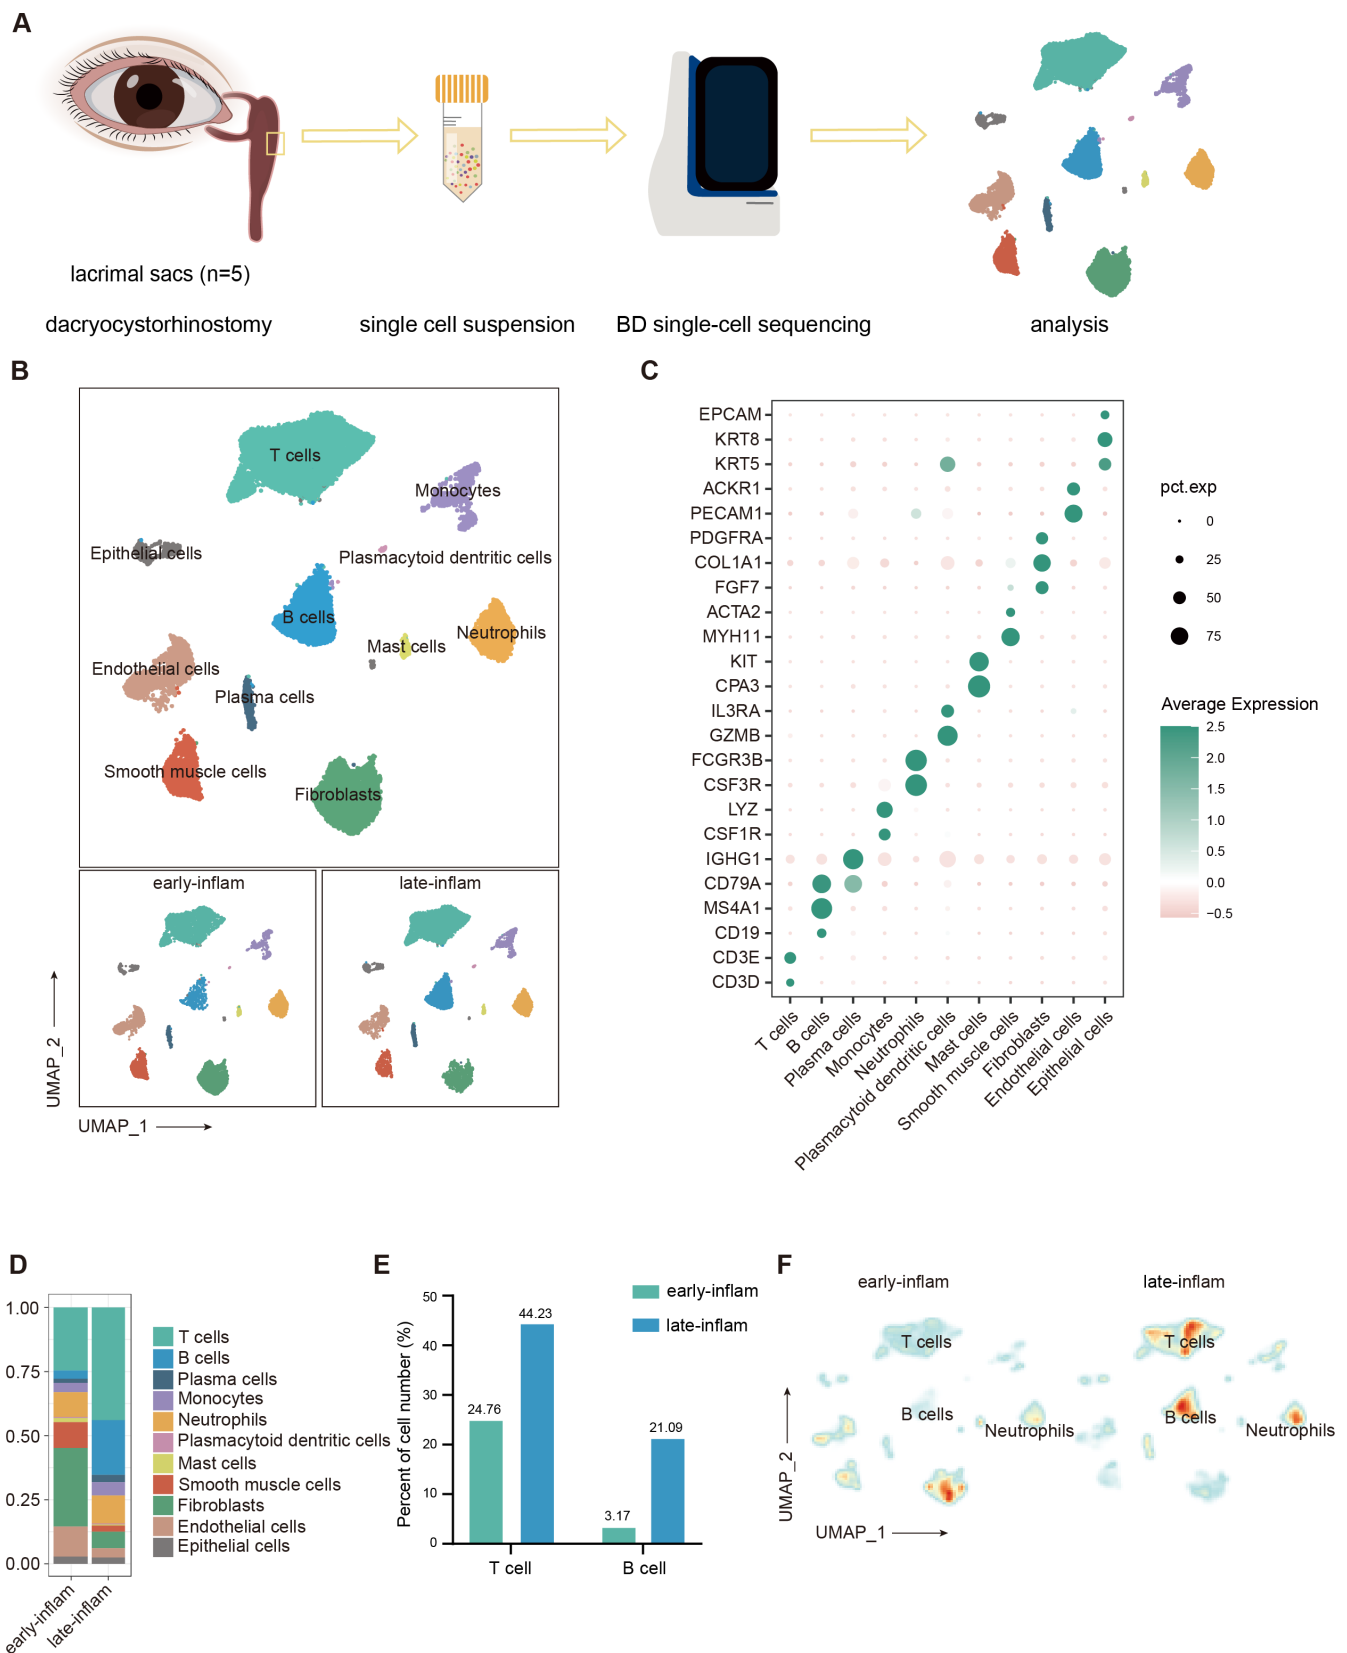 A
lacrimal sacs (n=5)
dacryocystorhinostomy
single cell suspension
BD single-cell sequencing
analysis
B
T cells
Monocytes
Epithelial cells
Plasmacytoid dentritic cells
B cells
Neutrophils
Mast cells
Endothelial cells
Plasma cells
Smooth muscle cells
Fibroblasts
early-inflam
late-inflam
UMAP_2
UMAP_1
C
EPCAM
KRT8
KRT5
ACKR1
PECAM1
PDGFRA
COL1A1
FGF7
ACTA2
MYH11
KIT
CPA3
IL3RA
GZMB
FCGR3B
CSF3R
LYZ
CSF1R
IGHG1
CD79A
MS4A1
CD19
CD3E
CD3D
T cells
B cells
Plasma cells
Monocytes
Neutrophils
Plasmacytoid dendritic cells
Mast cells
Smooth muscle cells
Fibroblasts
Endothelial cells
Epithelial cells
pct.exp
0
25
50
75
Average Expression
2.5
2.0
1.5
1.0
0.5
0.0
−0.5
D
1.00
0.75
0.50
0.25
0.00
early-inflam
late-inflam
T cells
B cells
Plasma cells
Monocytes
Neutrophils
Plasmacytoid dentritic cells
Mast cells
Smooth muscle cells
Fibroblasts
Endothelial cells
Epithelial cells
E
Percent of cell number (%)
50
40
30
20
10
0
24.76
44.23
3.17
21.09
T cell
B cell
early-inflam
late-inflam
F
early-inflam
late-inflam
T cells
B cells
Neutrophils
T cells
B cells
Neutrophils
UMAP_2
UMAP_1